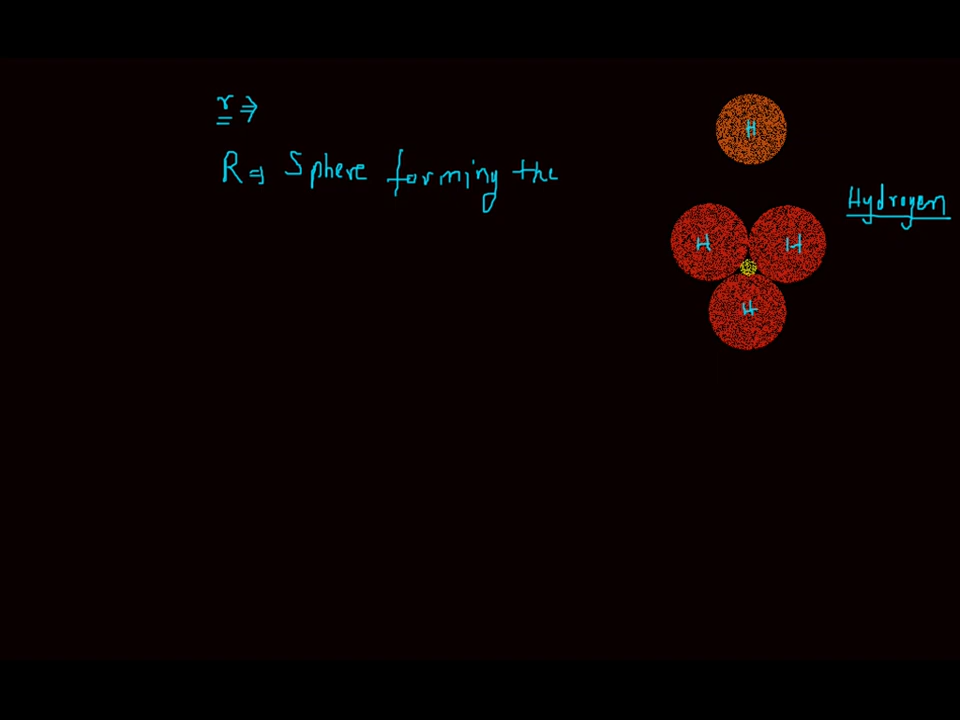 r ⇒
R ⇒ Sphere forming the
H
Hydrogen
H H
H